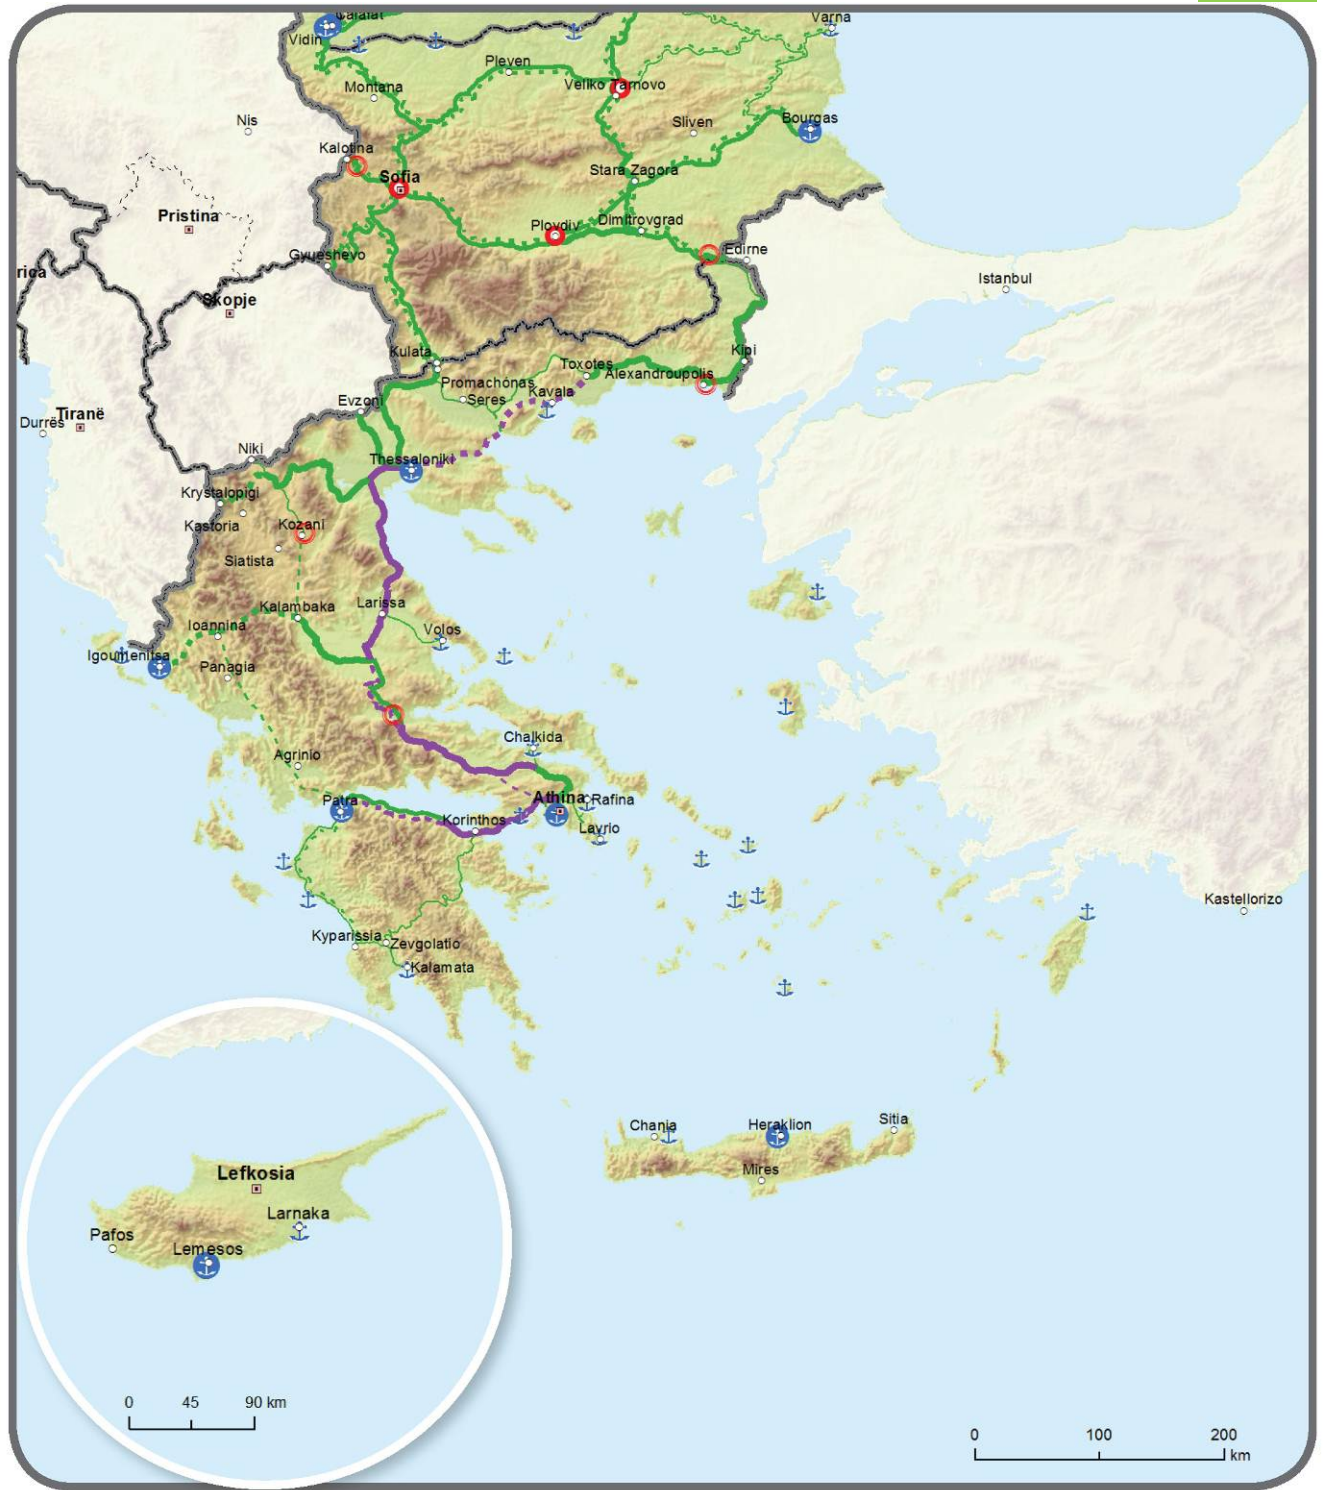 Calafat
Varna
Vidin
Pleven
Montana
Veliko Tarnovo
Nis
Sliven
Bourgas
Kalotina
Sofia
Stara Zagora
Pristina
Plovdiv
Dimitrovgrad
Edirne
Gyueshevo
rica
Istanbul
Skopje
Kulata
Kipi
Toxotes
Alexandroupolis
Promachonas
Kavala
Seres
Evzoni
Durrës
Tiranë
Niki
Thessaloniki
Krystalopigi
Kastoria
Kozani
Siatista
Kalambaka
Larissa
Ioannina
Volos
Igoumenitsa
Panagia
Chalkida
Agrinio
Patra
Athina
Rafina
Korinthos
Lavrio
Kastellorizo
Kyparissia
Zevgolatio
Kalamata
Chania
Heraklion
Sitia
Mires
Lefkosia
Larnaka
Pafos
Lemesos
0 45 90 km
0 100 200
km